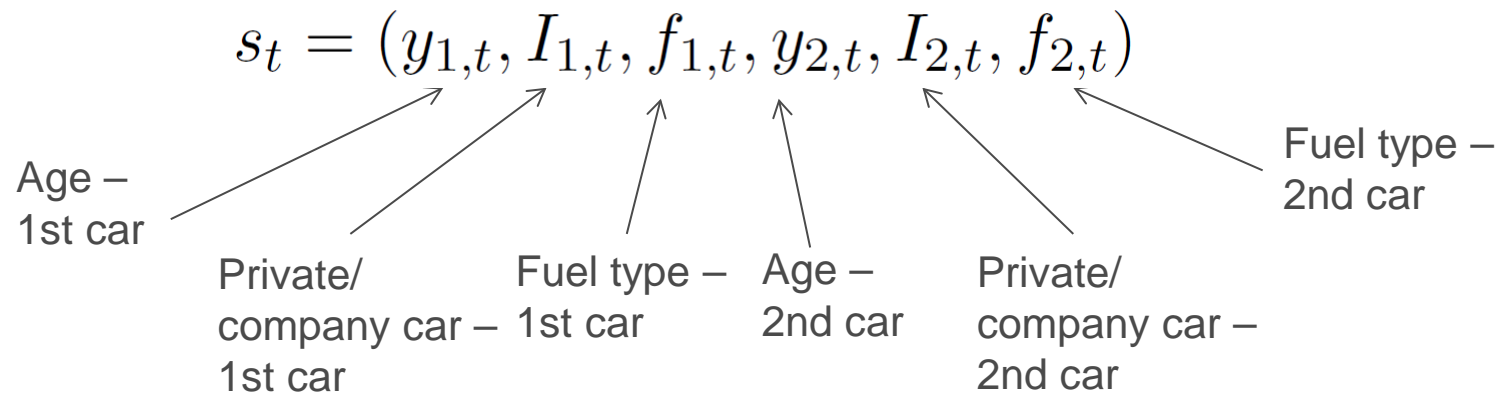 s_t = (y_{1,t}, I_{1,t}, f_{1,t}, y_{2,t}, I_{2,t}, f_{2,t})
Age –
1st car
Private/
company car –
1st car
Fuel type –
1st car
Age –
2nd car
Private/
company car –
2nd car
Fuel type –
2nd car